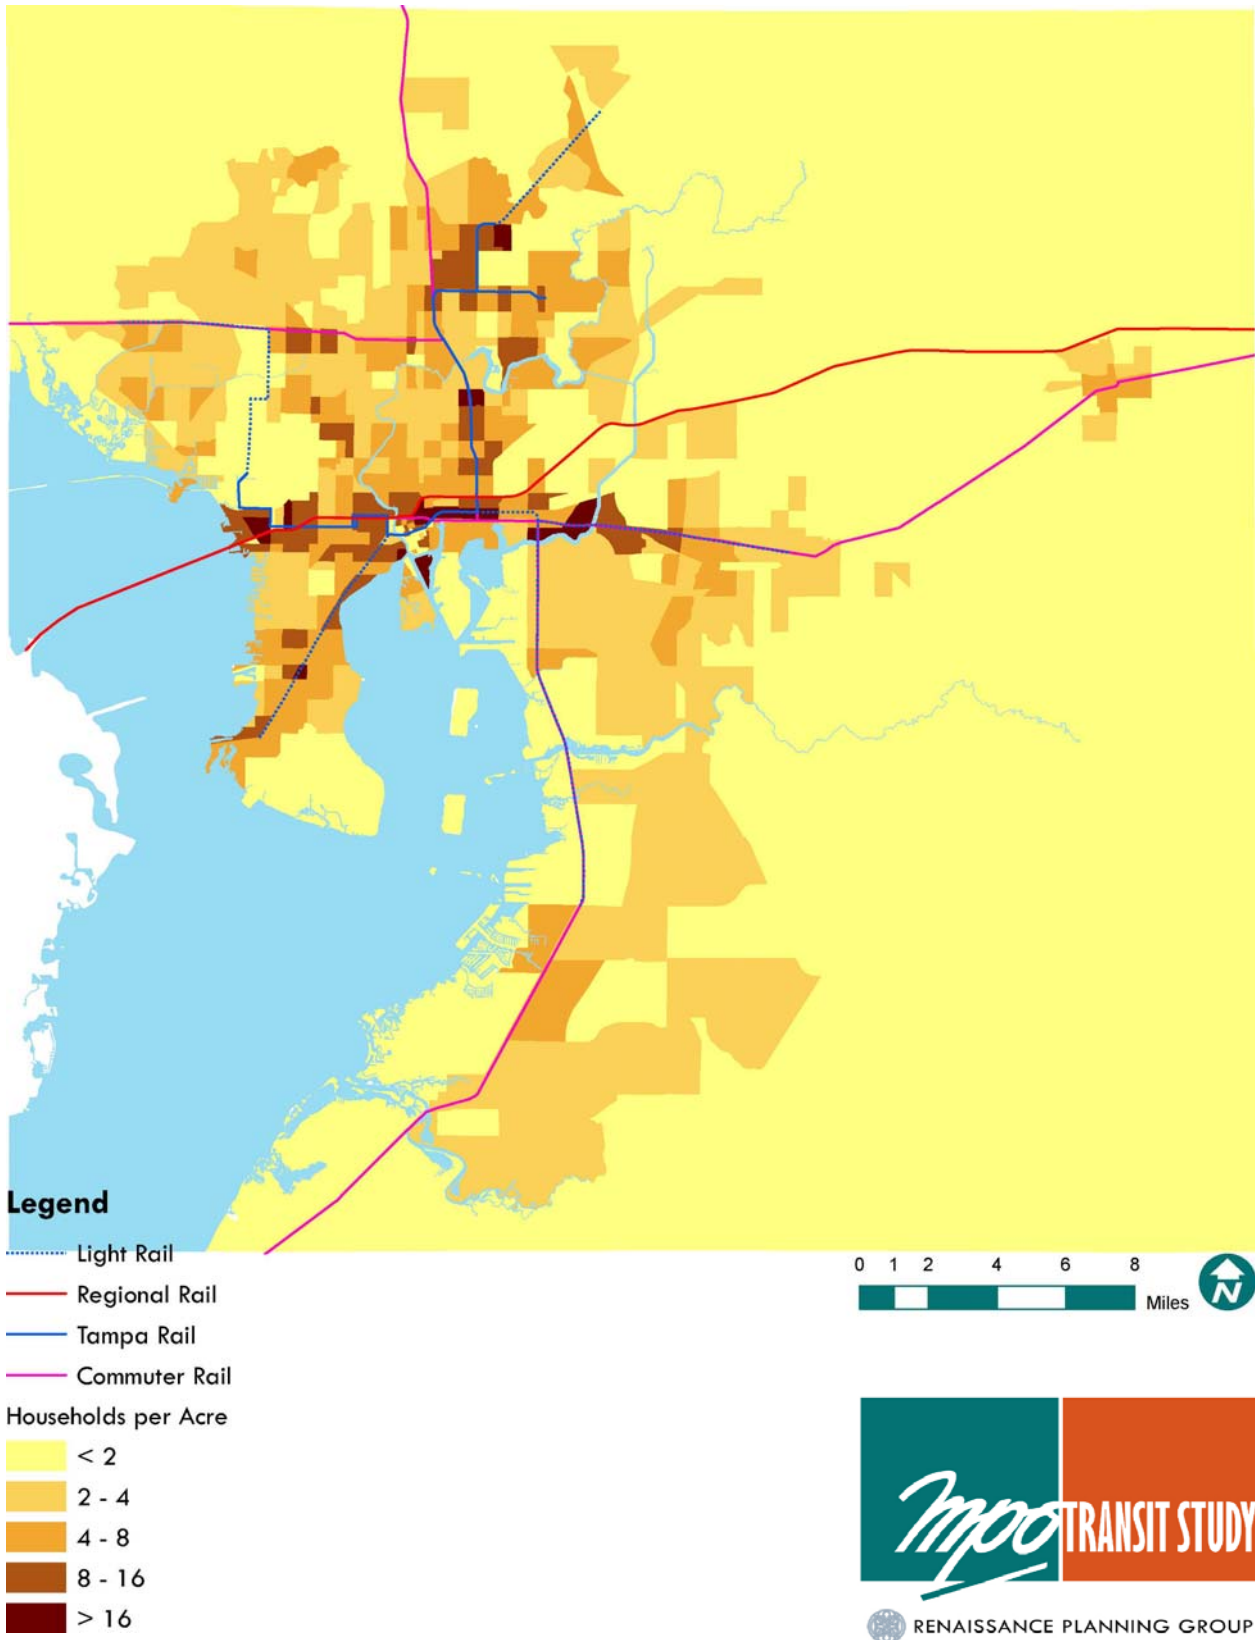 Legend
Light Rail
Regional Rail
Tampa Rail
Commuter Rail
Households per Acre
< 2
2 - 4
4 - 8
8 - 16
> 16
0 1 2 4 6 8
Miles
N
mpo TRANSIT STUDY
RENAISSANCE PLANNING GROUP